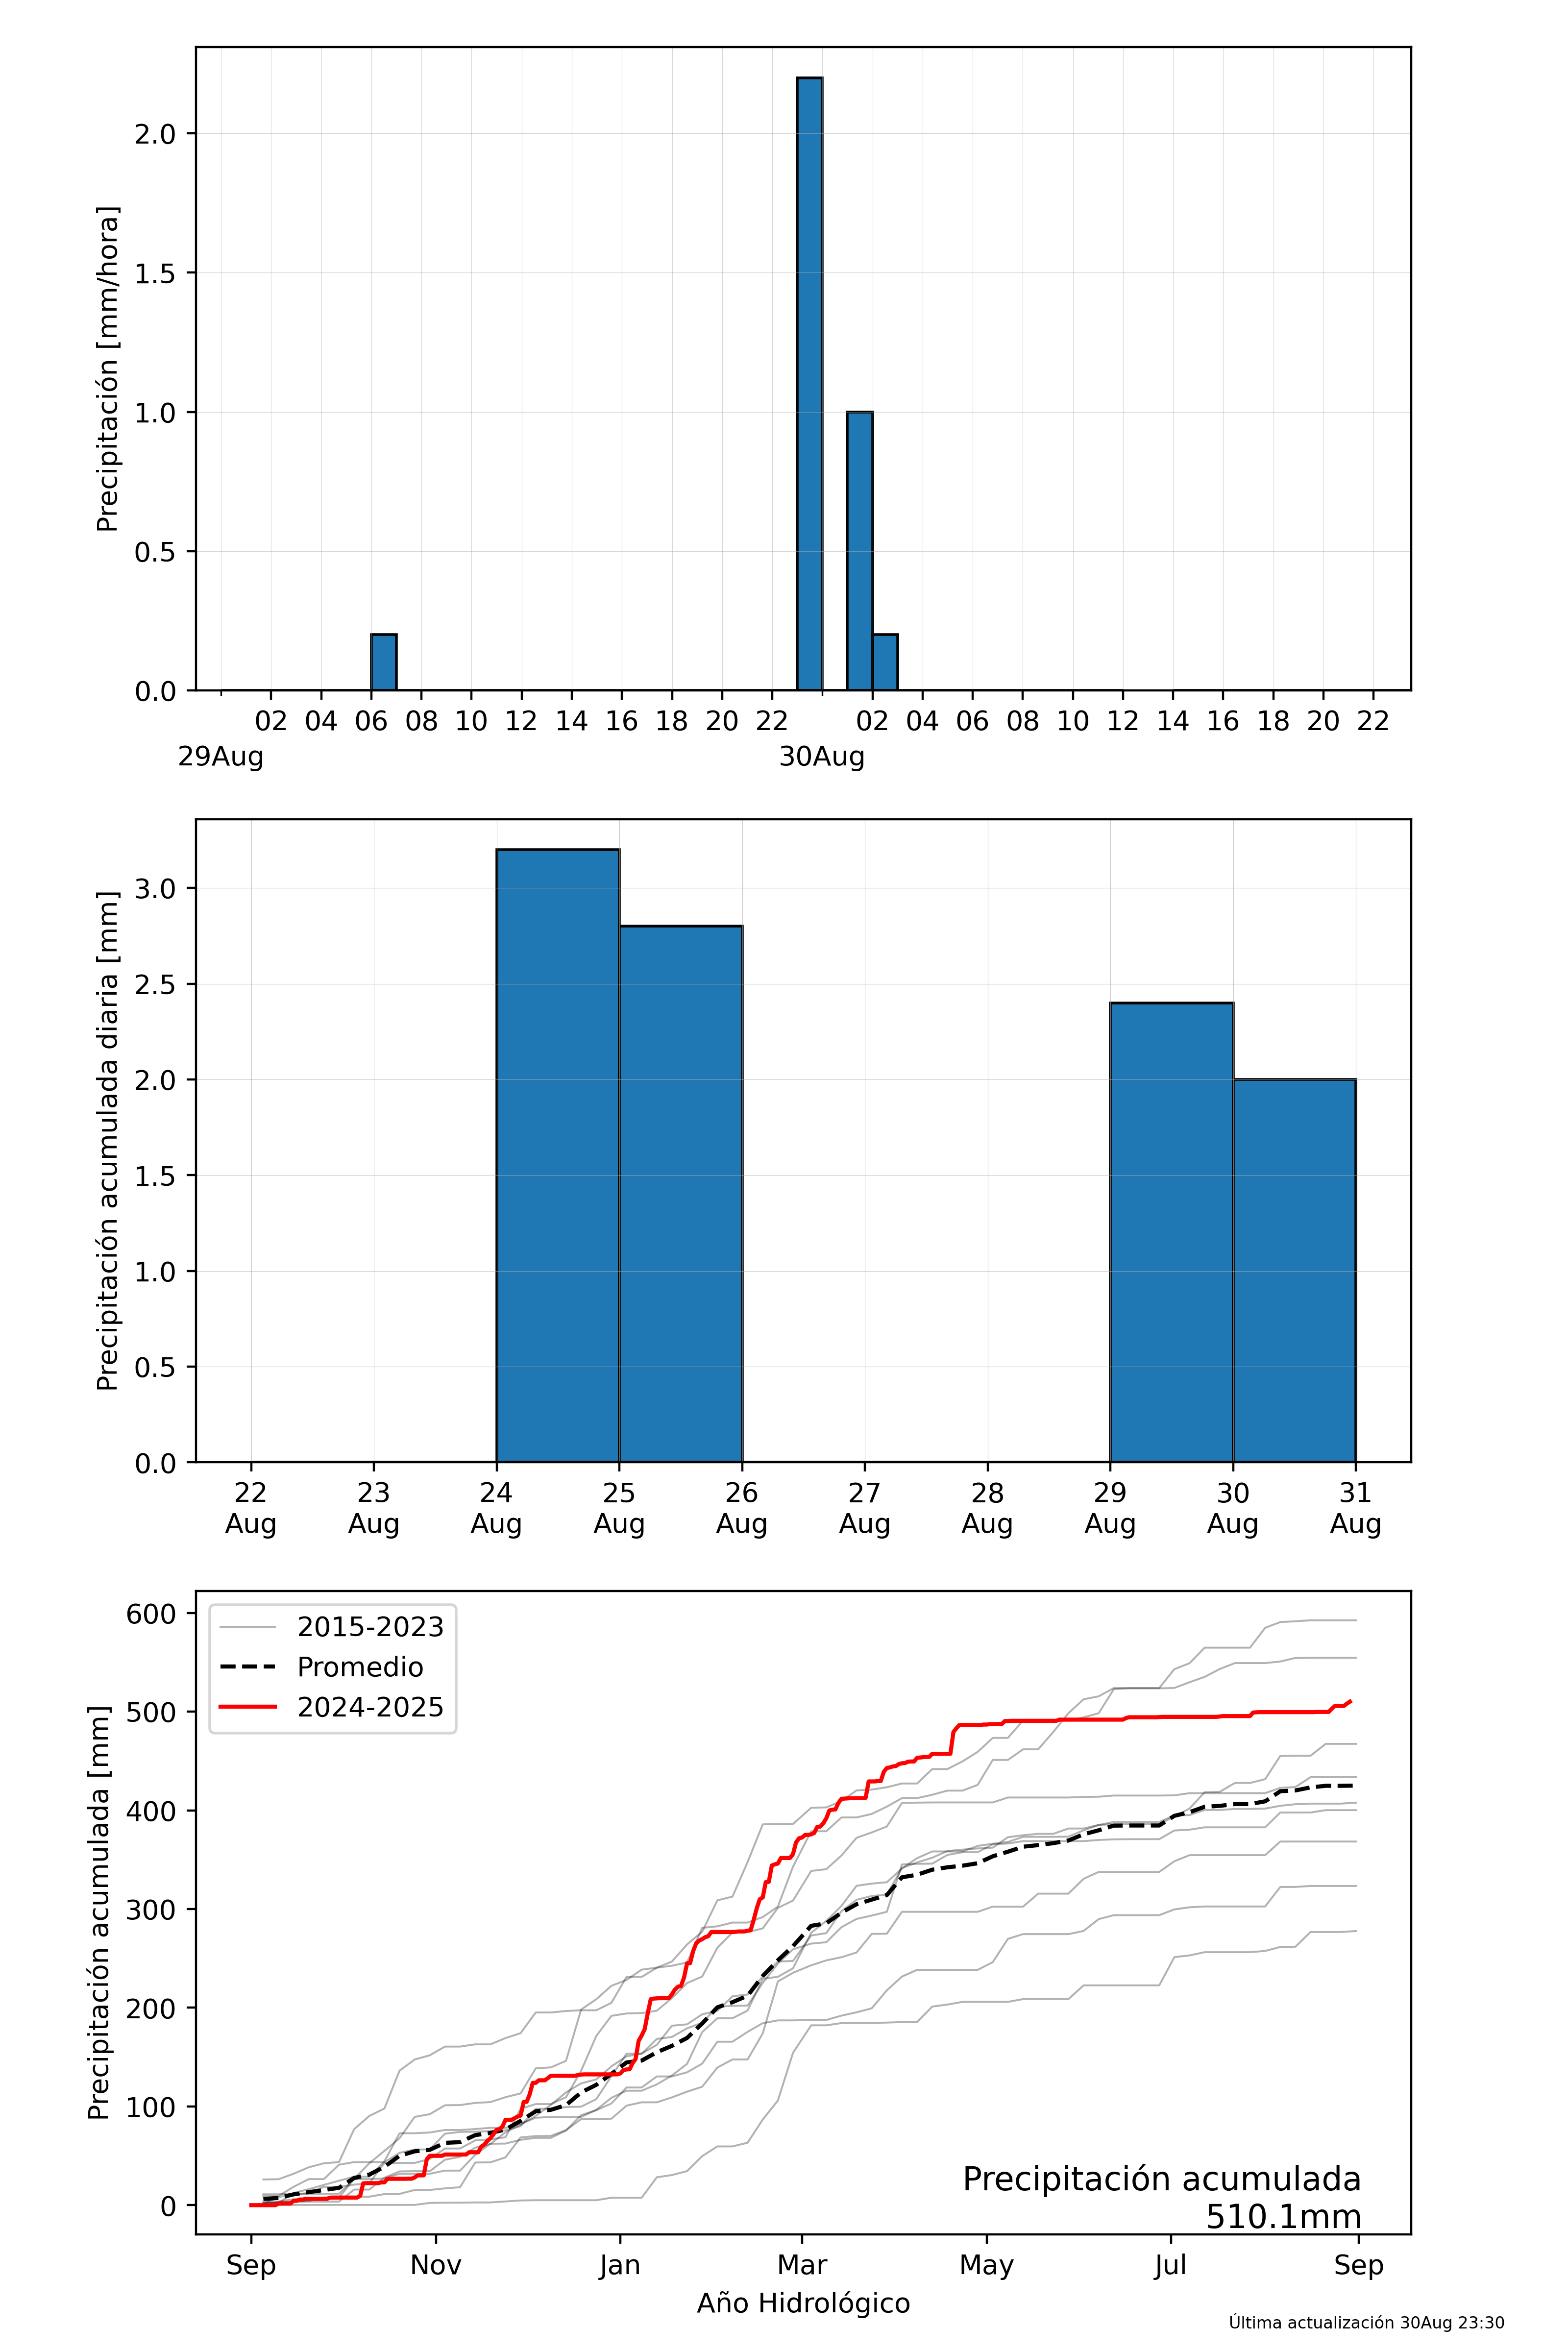 Precipitación [mm/hora]
2.0
1.5
1.0
0.5
0.0
02 04 06 08 10 12 14 16 18 20 22 02 04 06 08 10 12 14 16 18 20 22
29Aug 30Aug
Precipitación acumulada diaria [mm]
3.0
2.5
2.0
1.5
1.0
0.5
0.0
22 23 24 25 26 27 28 29 30 31
Aug Aug Aug Aug Aug Aug Aug Aug Aug Aug
Precipitación acumulada [mm]
600
500
400
300
200
100
0
2015-2023
Promedio
2024-2025
Precipitación acumulada
510.1mm
Sep Nov Jan Mar May Jul Sep
Año Hidrológico
Última actualización 30Aug 23:30